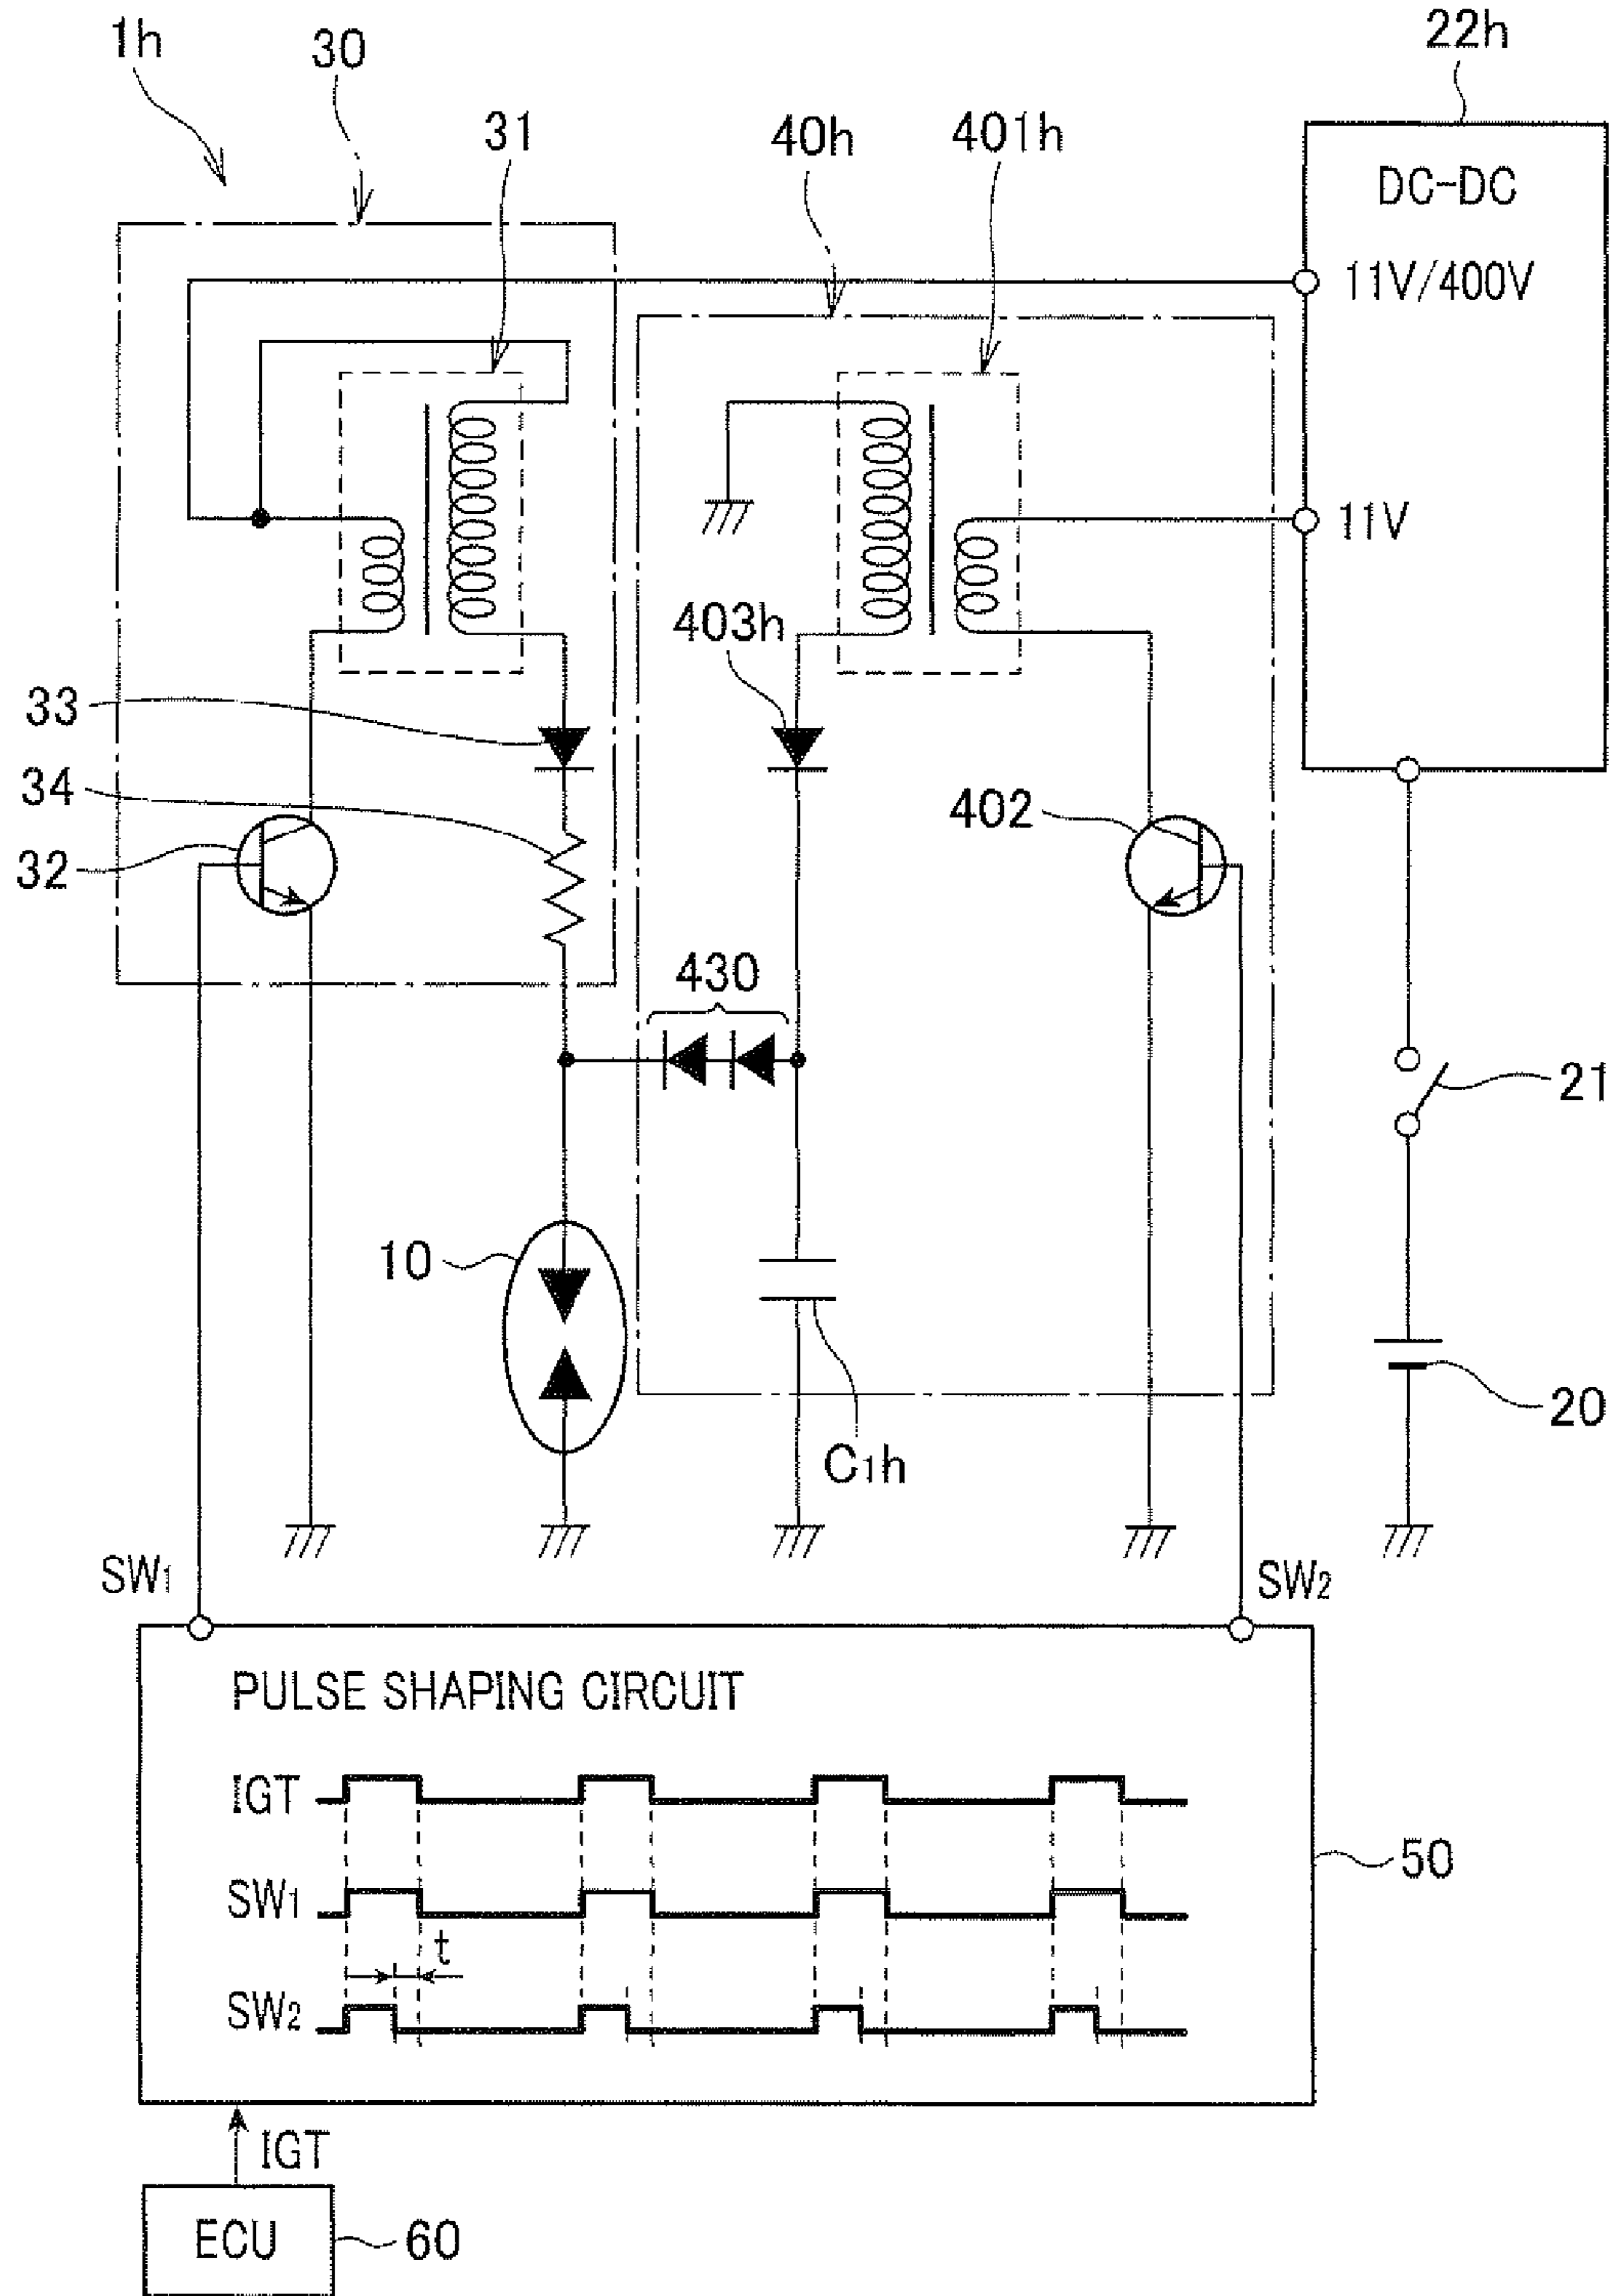 1h
30
22h
31
40h
401h
DC-DC
11V/400V
11V
403h
33
34
402
32
430
21
10
20
C1h
SW1
SW2
PULSE SHAPING CIRCUIT
IGT
50
SW1
t
SW2
IGT
ECU
60